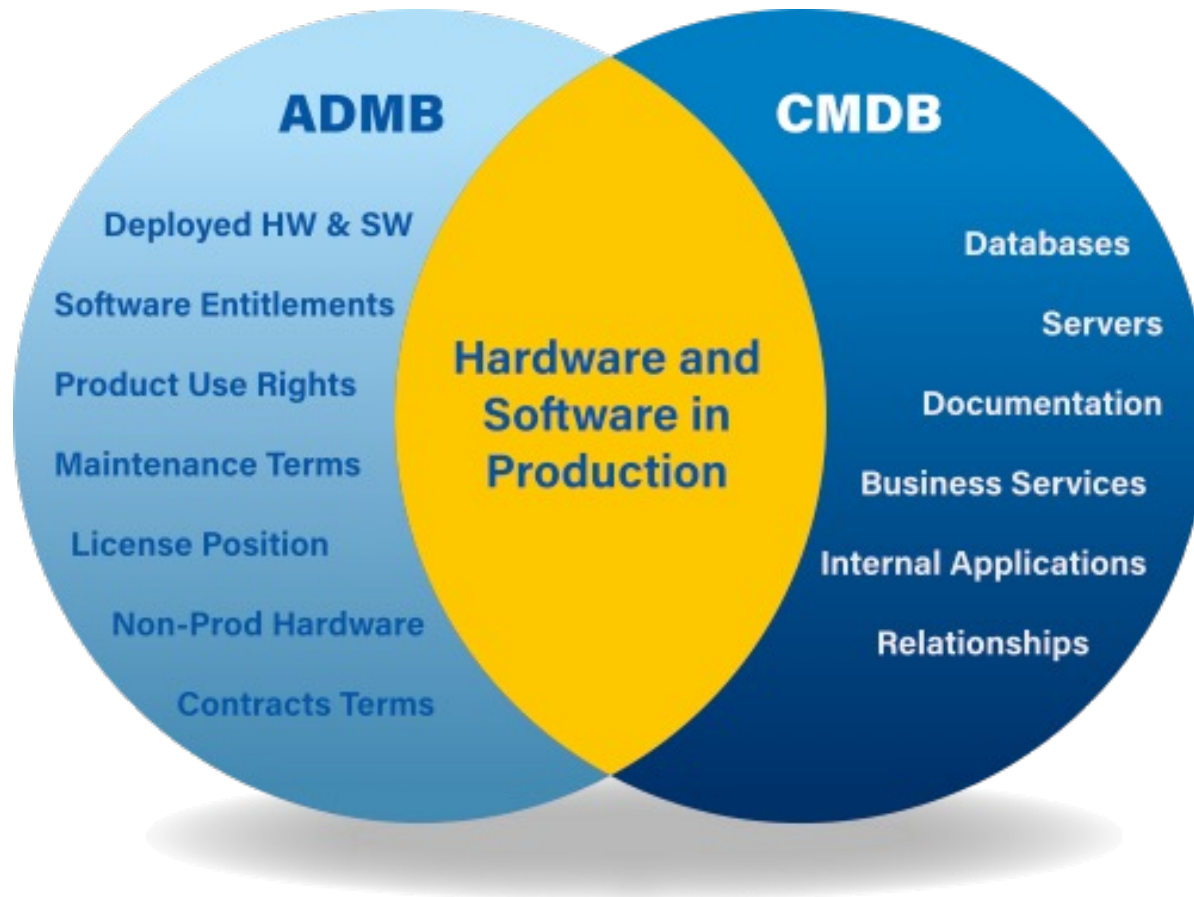 ADMB
Deployed HW & SW
Software Entitlements
Product Use Rights
Maintenance Terms
License Position
Non-Prod Hardware
Contracts Terms
Hardware and
Software in
Production
CMDB
Databases
Servers
Documentation
Business Services
Internal Applications
Relationships